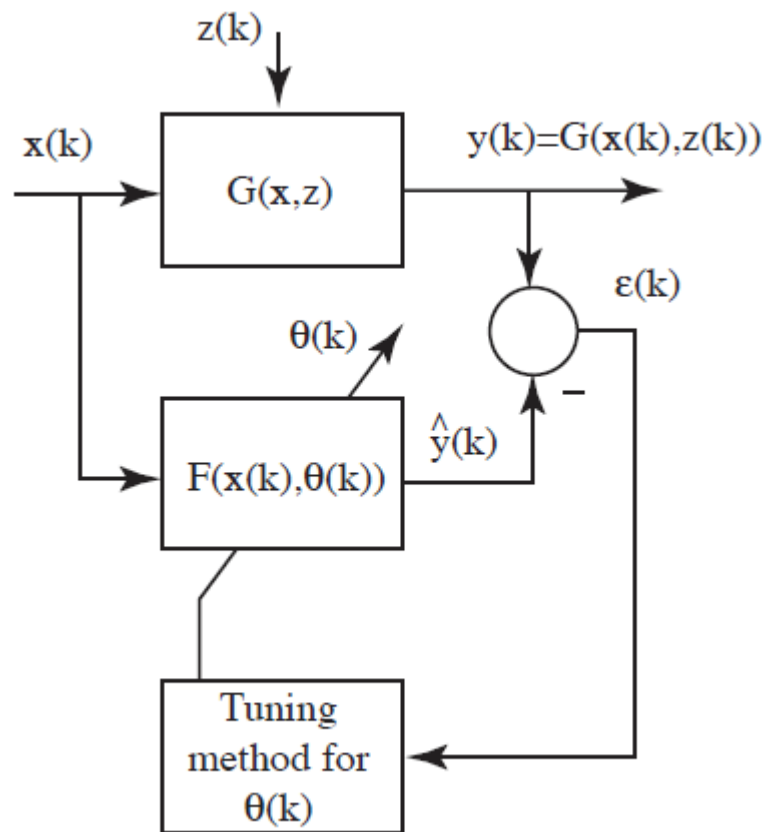 z(k)
x(k)
y(k)=G(x(k),z(k))
G(x,z)
ε(k)
θ(k)
ŷ(k)
F(x(k),θ(k))
–
Tuning
method for
θ(k)